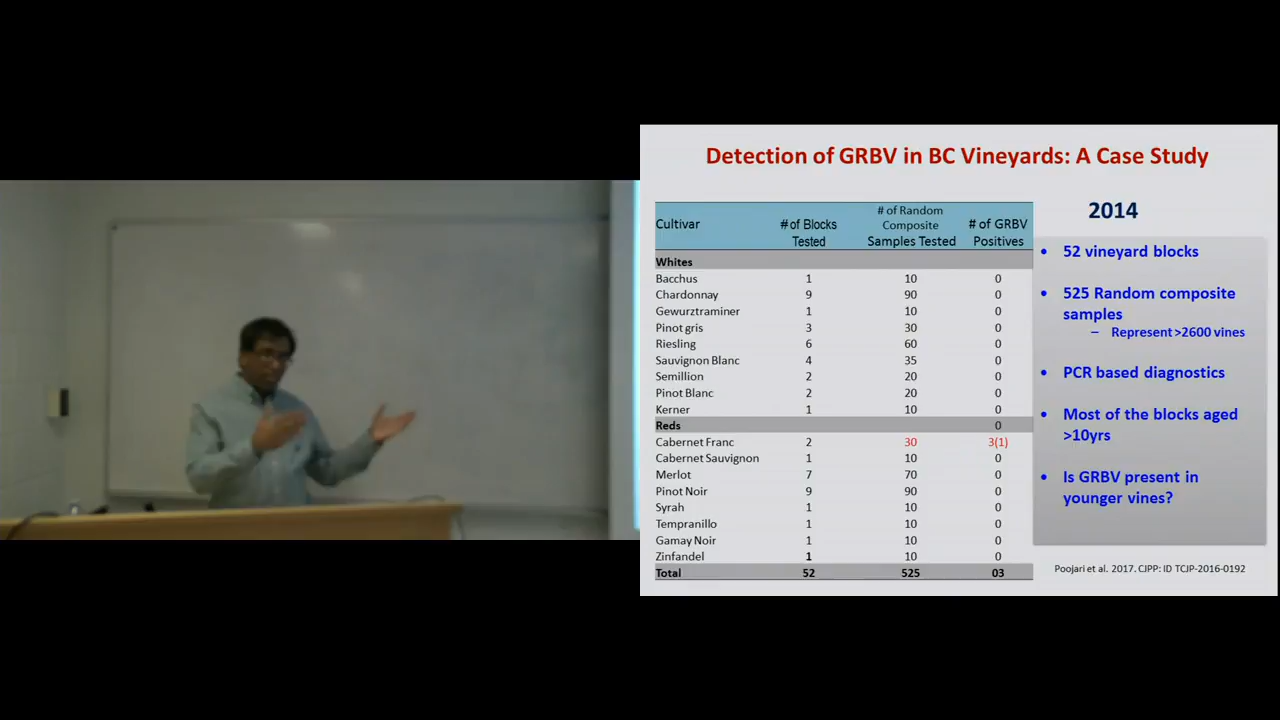 Detection of GRBV in BC Vineyards: A Case Study
Cultivar # of Blocks Tested # of Random Composite Samples Tested # of GRBV Positives
Whites
Bacchus 1 10 0
Chardonnay 9 90 0
Gewurztraminer 1 10 0
Pinot gris 3 30 0
Riesling 6 60 0
Sauvignon Blanc 4 35 0
Semillion 2 20 0
Pinot Blanc 2 20 0
Kerner 1 10 0
Reds 0
Cabernet Franc 2 30 3(1)
Cabernet Sauvignon 1 10 0
Merlot 7 70 0
Pinot Noir 9 90 0
Syrah 1 10 0
Tempranillo 1 10 0
Gamay Noir 1 10 0
Zinfandel 1 10 0
Total 52 525 03
2014
• 52 vineyard blocks
• 525 Random composite
samples
– Represent >2600 vines
• PCR based diagnostics
• Most of the blocks aged
>10yrs
• Is GRBV present in
younger vines?
Poojari et al. 2017. CJPP: ID TCJP-2016-0192